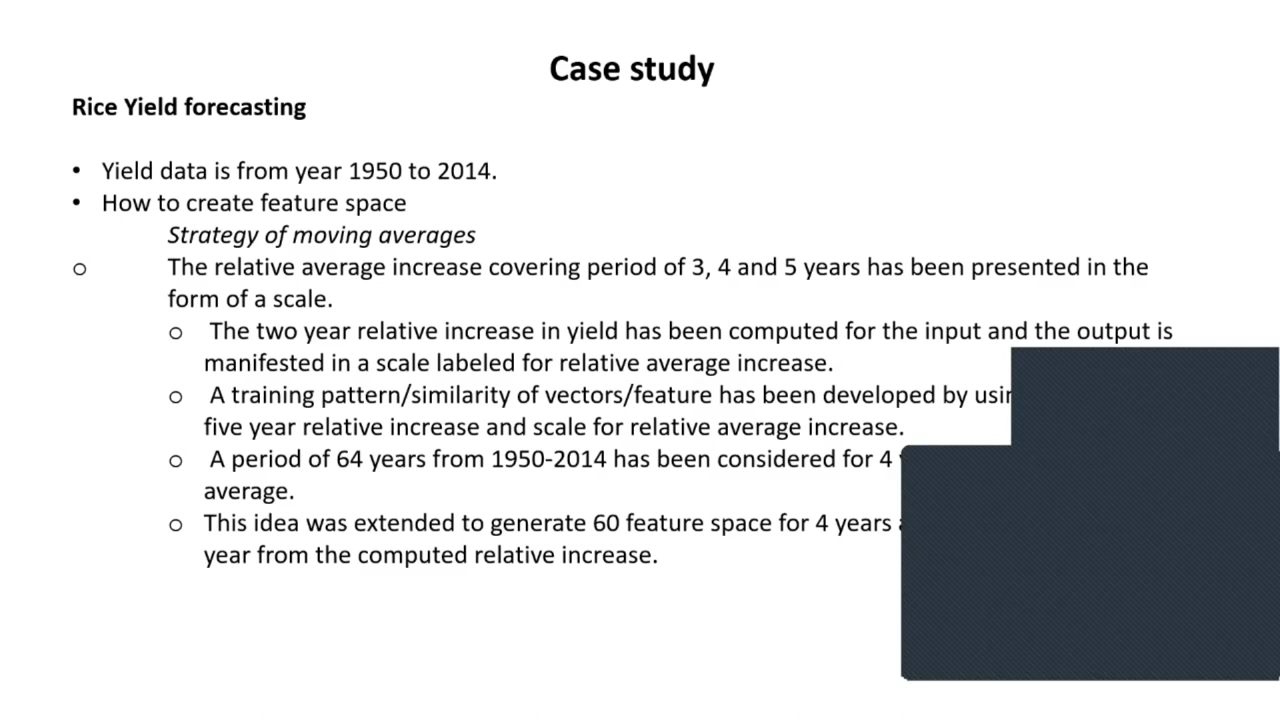 Case study
Rice Yield forecasting
• Yield data is from year 1950 to 2014.
• How to create feature space
Strategy of moving averages
o The relative average increase covering period of 3, 4 and 5 years has been presented in the
form of a scale.
o The two year relative increase in yield has been computed for the input and the output is
manifested in a scale labeled for relative average increase.
o A training pattern/similarity of vectors/feature has been developed by
five year relative increase and scale for relative average increase.
o A period of 64 years from 1950-2014 has been considered for 4
average.
o This idea was extended to generate 60 feature space for 4 years
year from the computed relative increase.